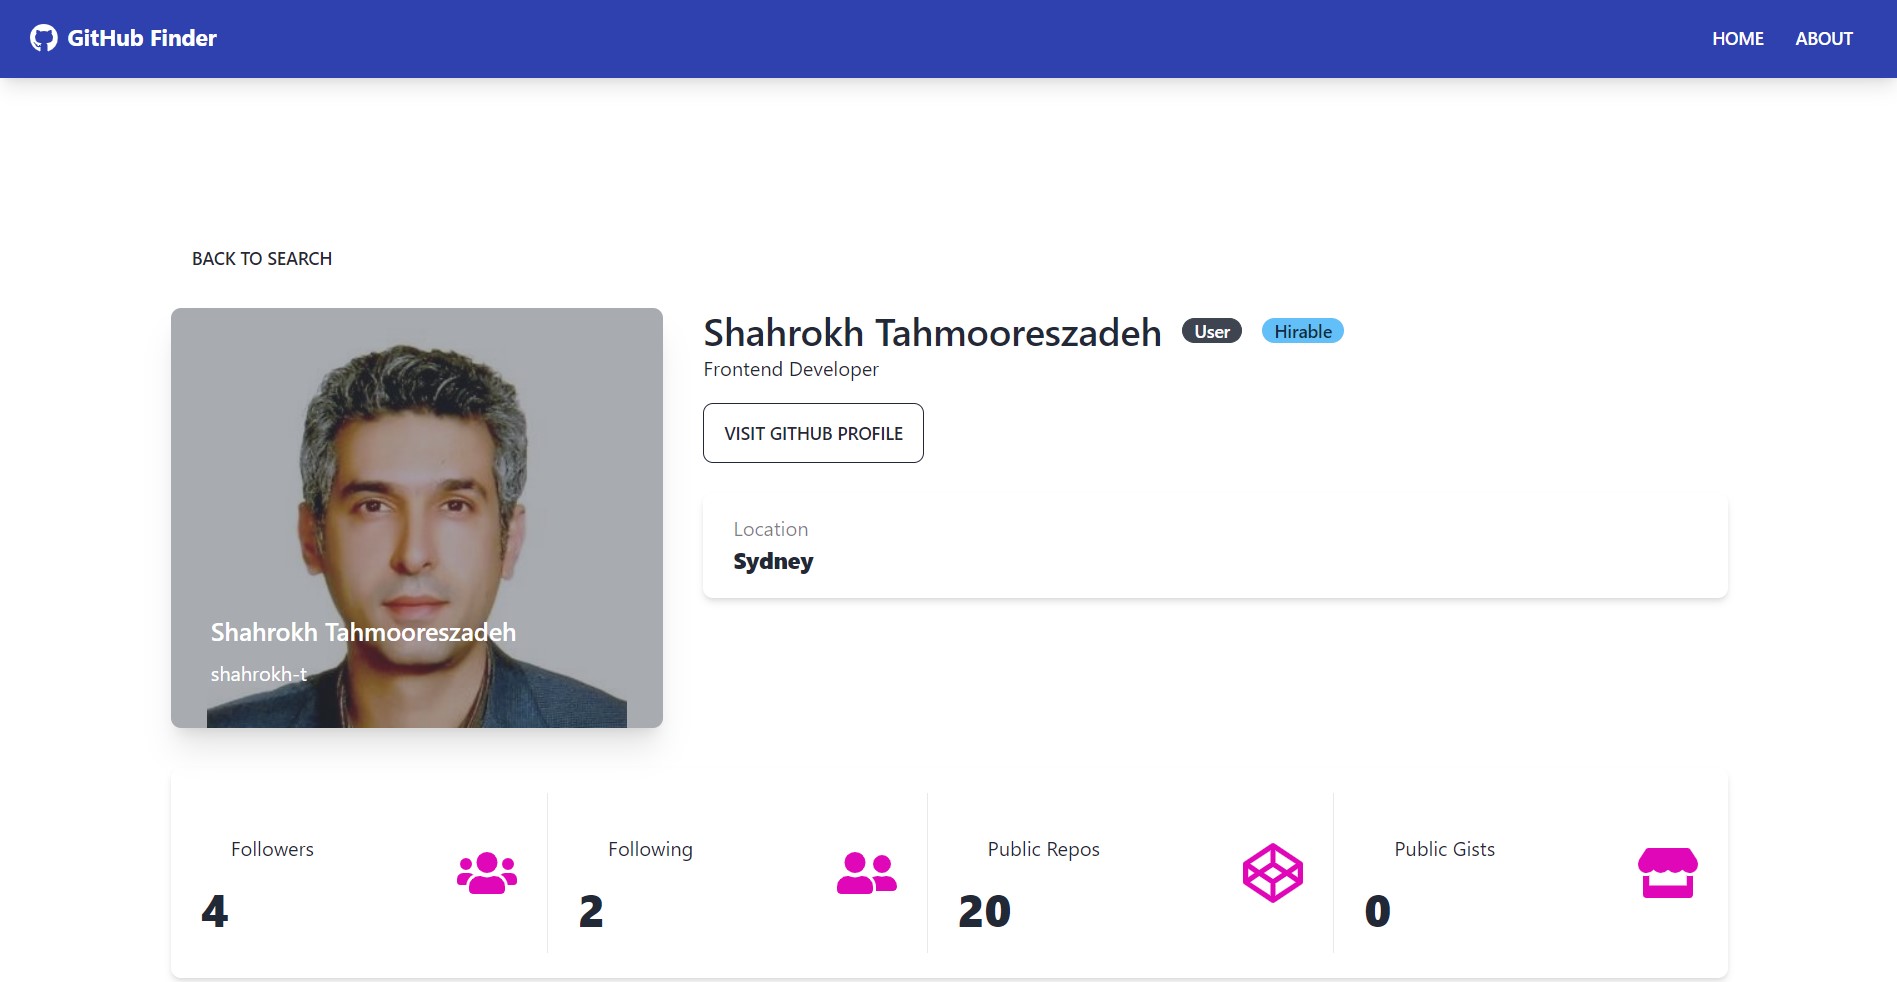 GitHub Finder
HOME
ABOUT
BACK TO SEARCH
Shahrokh Tahmooreszadeh
User
Hirable
Frontend Developer
VISIT GITHUB PROFILE
Location
Sydney
Shahrokh Tahmooreszadeh
shahrokh-t
Followers
4
Following
2
Public Repos
20
Public Gists
0